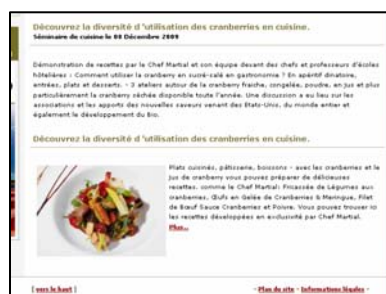 Découvrez la diversité d 'utilisation des cranberries en cuisine.
Séminaire de cuisine le 08 Décembre 2009
Démonstration de recettes par le Chef Martial et son équipe devant des chefs et professeurs d'écoles
hôtelières : Comment utiliser la cranberry en sucré-salé en gastronomie ? En apéritif dinatoire,
entrées, plats et desserts. - 3 ateliers autour de la cranberry fraiche, congelée, poudre, en jus et plus
particulièrement la cranberry séchée disponible toute l'année. Une discussion a eu lieu sur les
associations et les apports des nouvelles saveurs venant des Etats-Unis, du monde entier et
également le développement du Bio.
Découvrez la diversité d 'utilisation des cranberries en cuisine.
Plats cuisinés, pâtisserie, boissons - avec les cranberries et le
jus de cranberry vous pouvez préparer de délicieuses
recettes, comme le Chef Martial: Fricassée de Légumes aux
cranberries, Œufs en Gelée de Cranberries & Meringue, Filet
de Bœuf Sauce Cranberries et Poivre. Vous pouvez trouver ici
les recettes développées en exclusivité par Chef Martial.
Plus...
[ vers le haut ] - Plan du site - Informations légales -